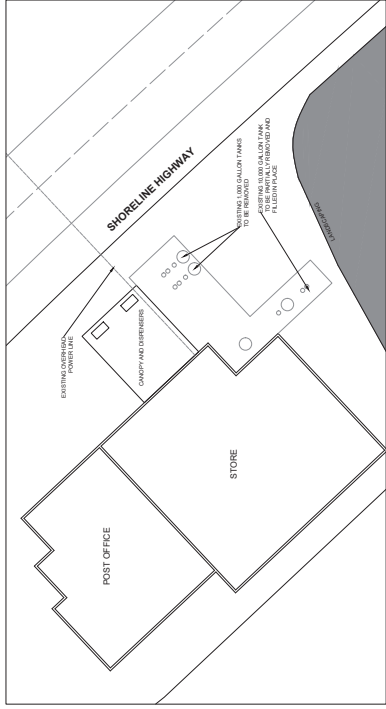 SHORELINE HIGHWAY
EXISTING OVERHEAD
POWER LINE
CANOPY AND DISPENSERS
EXISTING 1,000 GALLON TANKS
TO BE REMOVED
EXISTING 10,000 GALLON TANK
TO BE PARTIALLY REMOVED AND
FILLED IN PLACE
LANDSCAPING
POST OFFICE
STORE